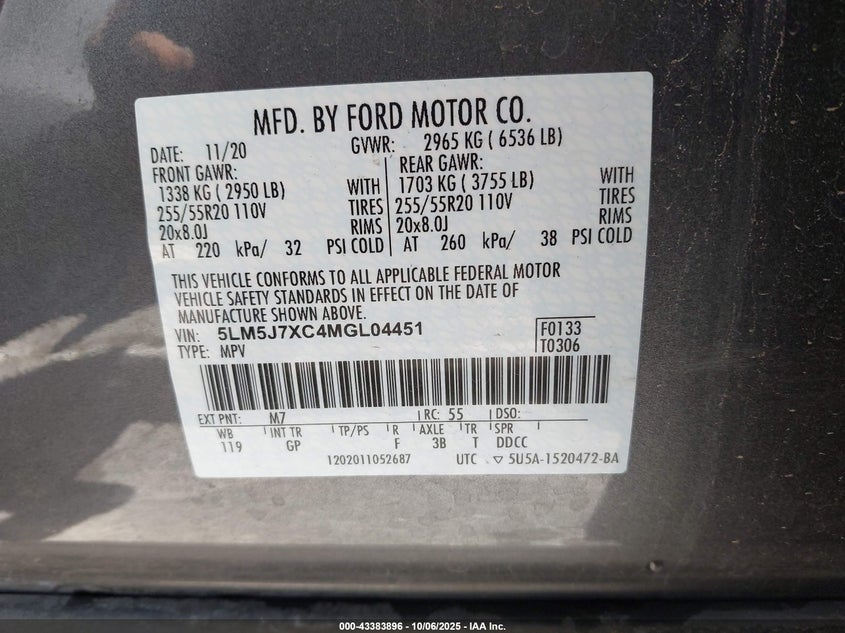 MFD. BY FORD MOTOR CO.
DATE: 11/20 GVWR: 2965 KG ( 6536 LB)
FRONT GAWR: REAR GAWR:
1338 KG ( 2950 LB) WITH 1703 KG ( 3755 LB) WITH
255/55R20 110V TIRES 255/55R20 110V TIRES
20x8.0J RIMS 20x8.0J RIMS
AT 220 kPa/ 32 PSI COLD AT 260 kPa/ 38 PSI COLD
THIS VEHICLE CONFORMS TO ALL APPLICABLE FEDERAL MOTOR
VEHICLE SAFETY STANDARDS IN EFFECT ON THE DATE OF
MANUFACTURE SHOWN ABOVE.
VIN: 5LM5J7XC4MGL04451 F0133
TYPE: MPV T0306
EXT PNT: M7 RC: 55 DSO:
WB INT TR TP/PS R AXLE TR SPR
119 GP F 3B T DDCC
1202011052687 UTC ▽ 5U5A-1520472-BA
000-43383896 - 10/06/2025 - IAA Inc.